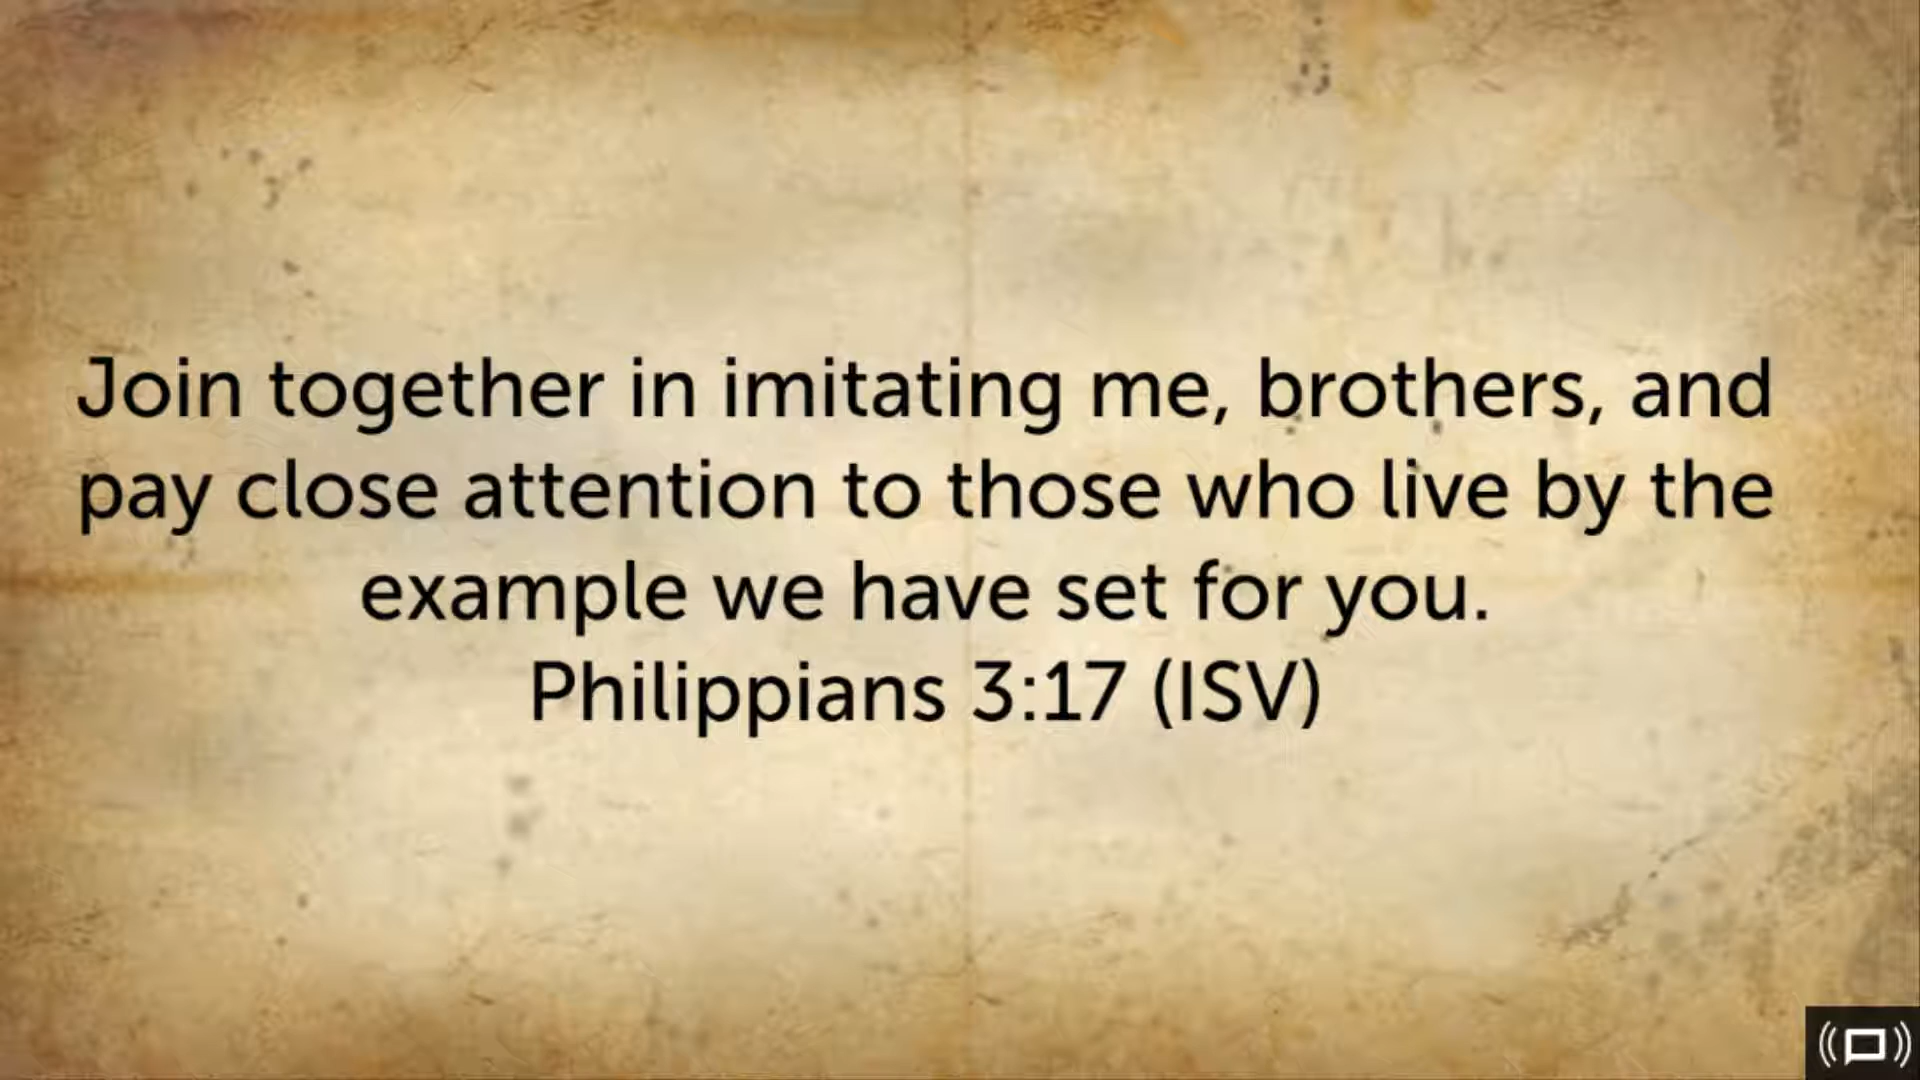 Join together in imitating me, brothers, and
pay close attention to those who live by the
example we have set for you.
Philippians 3:17 (ISV)